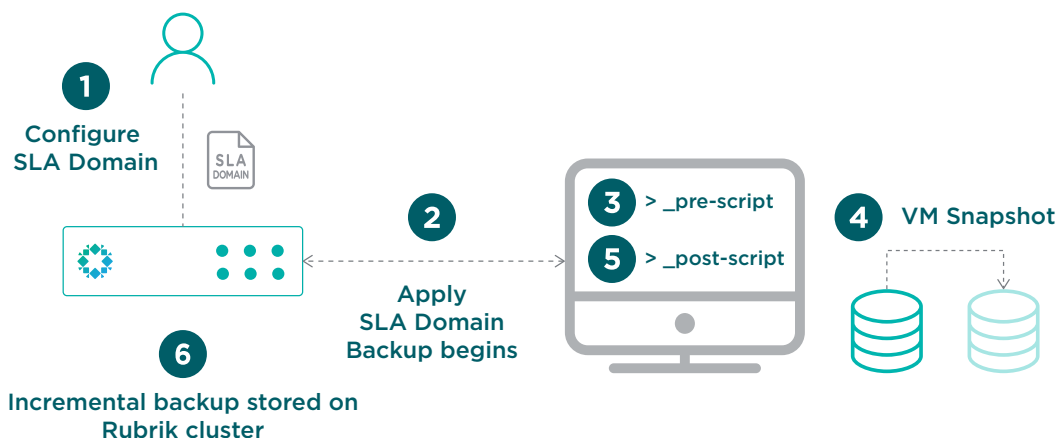 1
Configure
SLA Domain
SLA
DOMAIN
2
Apply
SLA Domain
Backup begins
3 > _pre-script
5 > _post-script
4 VM Snapshot
6
Incremental backup stored on
Rubrik cluster